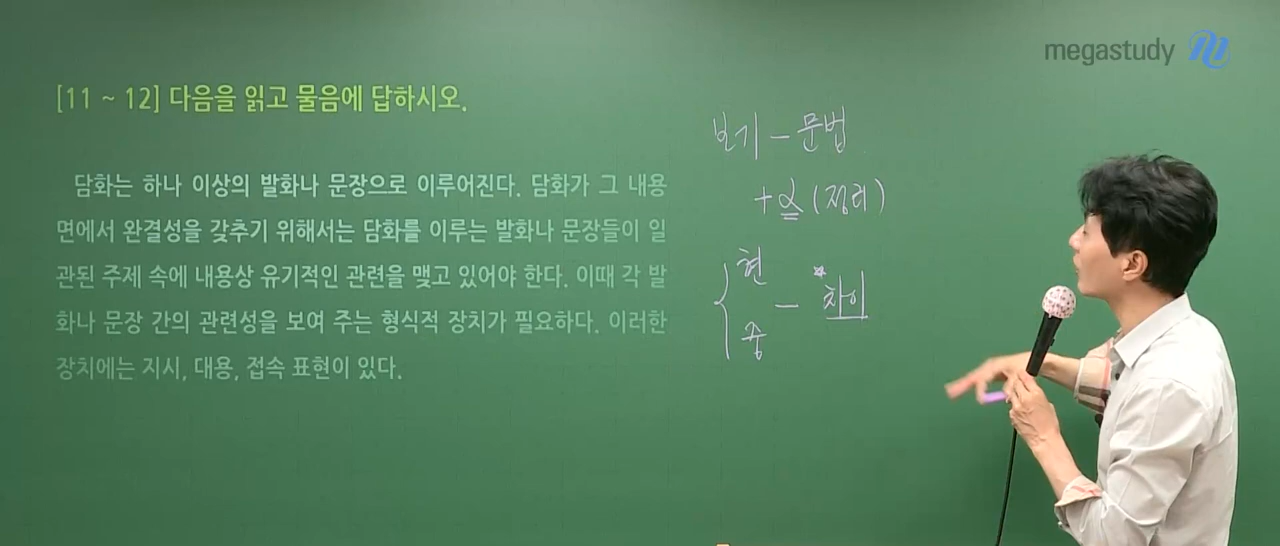 megastudy
[11 ~ 12] 다음을 읽고 물음에 답하시오.
담화는 하나 이상의 발화나 문장으로 이루어진다. 담화가 그 내용
면에서 완결성을 갖추기 위해서는 담화를 이루는 발화나 문장들이 일
관된 주제 속에 내용상 유기적인 관련을 맺고 있어야 한다. 이때 각 발
화나 문장 간의 관련성을 보여 주는 형식적 장치가 필요하다. 이러한
장치에는 지시, 대용, 접속 표현이 있다.
보기 – 문법
+α (정리)
현
– *차이
중